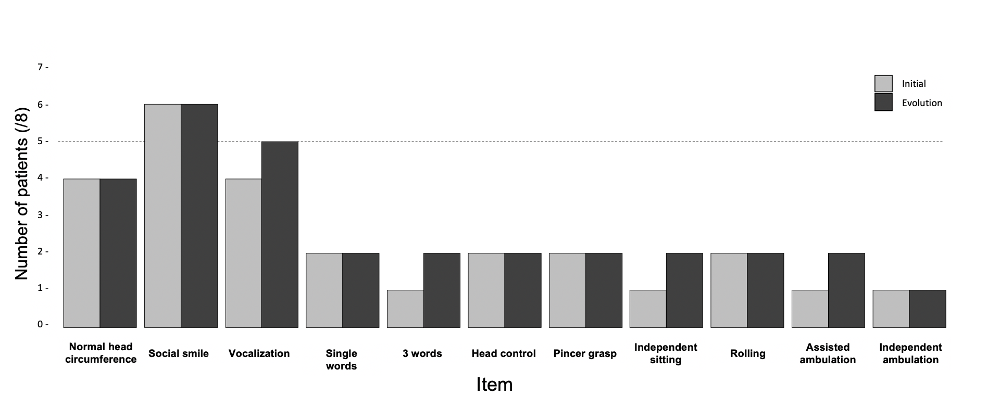 Number of patients (/8)
7 -
6 -
5 -
4 -
3 -
2 -
1 -
0 -
Initial
Evolution
Normal head
circumference
Social smile
Vocalization
Single
words
3 words
Head control
Pincer grasp
Independent
sitting
Rolling
Assisted
ambulation
Independent
ambulation
Item